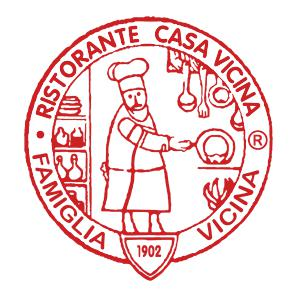 RISTORANTE CASA VICINA
FAMIGLIA VICINA
®
1902